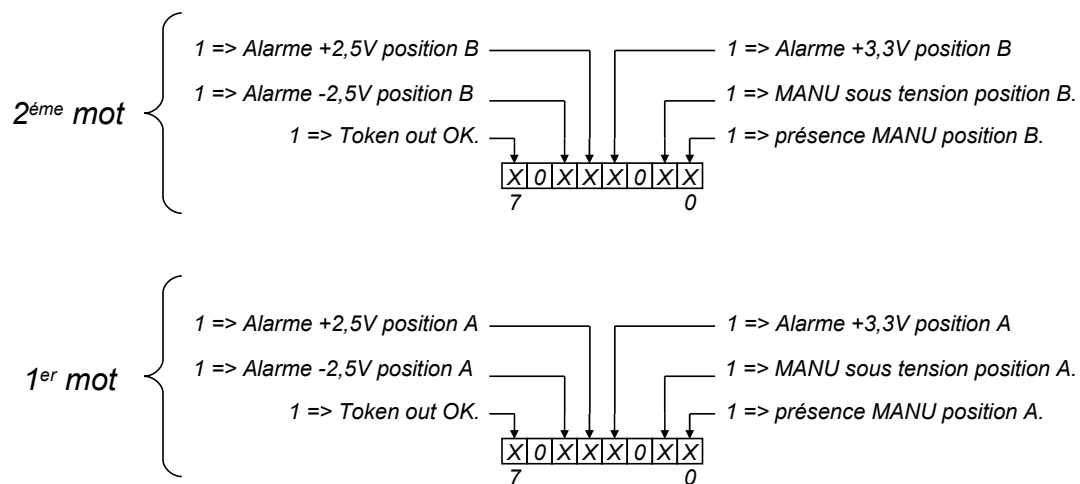 1 => Alarme +2,5V position B
1 => Alarme +3,3V position B
1 => Alarme -2,5V position B
1 => MANU sous tension position B.
2éme mot
1 => Token out OK.
1 => présence MANU position B.
X 0 X X X 0 X X
7 0
1 => Alarme +2,5V position A
1 => Alarme +3,3V position A
1 => Alarme -2,5V position A
1 => MANU sous tension position A.
1er mot
1 => Token out OK.
1 => présence MANU position A.
X 0 X X X 0 X X
7 0